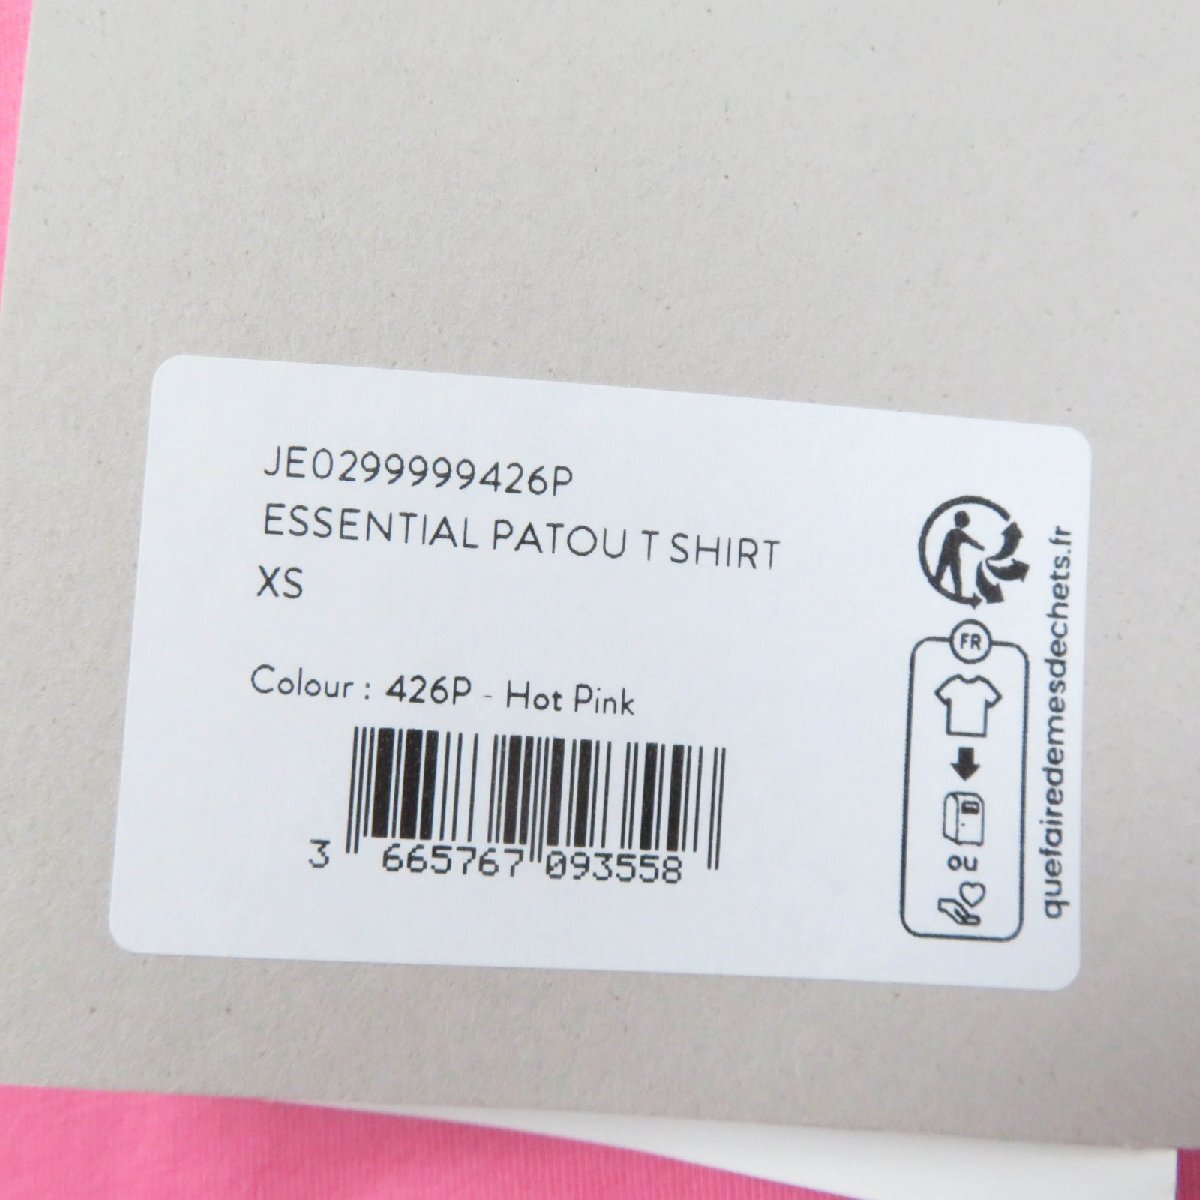 JE0299999426P
ESSENTIAL PATOU T SHIRT
XS
Colour : 426P - Hot Pink
3 665767 093558
FR
OU
quefairedemesdechets.fr